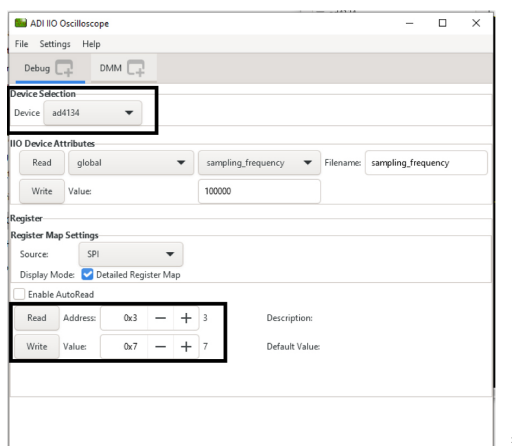 ADI IIO Oscilloscope
File Settings Help
Debug DMM
Device Selection
Device ad4134
IIO Device Attributes
Read global sampling_frequency Filename: sampling_frequency
Write Value: 100000
Register
Register Map Settings
Source: SPI
Display Mode: Detailed Register Map
Enable AutoRead
Read Address: 0x3 3 Description:
Write Value: 0x7 7 Default Value: